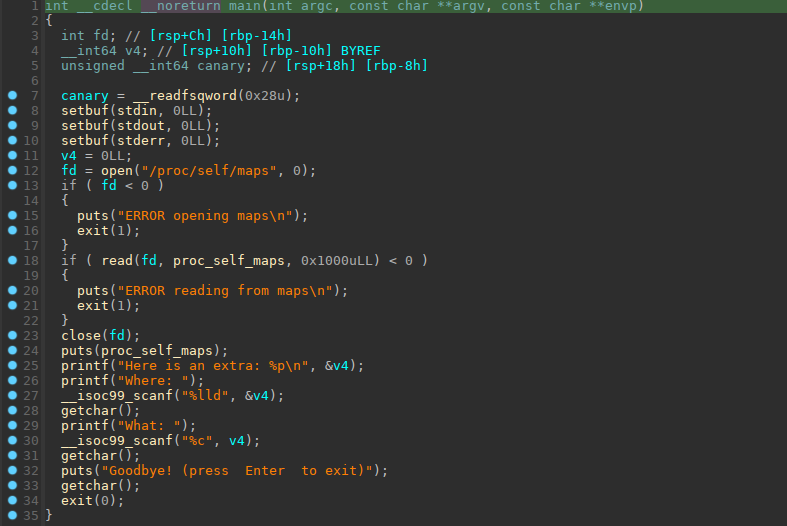 1 int __cdecl __noreturn main(int argc, const char **argv, const char **envp)
2 {
3   int fd; // [rsp+Ch] [rbp-14h]
4   __int64 v4; // [rsp+10h] [rbp-10h] BYREF
5   unsigned __int64 canary; // [rsp+18h] [rbp-8h]
6
7   canary = __readfsqword(0x28u);
8   setbuf(stdin, 0LL);
9   setbuf(stdout, 0LL);
10   setbuf(stderr, 0LL);
11   v4 = 0LL;
12   fd = open("/proc/self/maps", 0);
13   if ( fd < 0 )
14   {
15     puts("ERROR opening maps\n");
16     exit(1);
17   }
18   if ( read(fd, proc_self_maps, 0x1000uLL) < 0 )
19   {
20     puts("ERROR reading from maps\n");
21     exit(1);
22   }
23   close(fd);
24   puts(proc_self_maps);
25   printf("Here is an extra: %p\n", &v4);
26   printf("Where: ");
27   __isoc99_scanf("%lld", &v4);
28   getchar();
29   printf("What: ");
30   __isoc99_scanf("%c", v4);
31   getchar();
32   puts("Goodbye! (press  Enter  to exit)");
33   getchar();
34   exit(0);
35 }